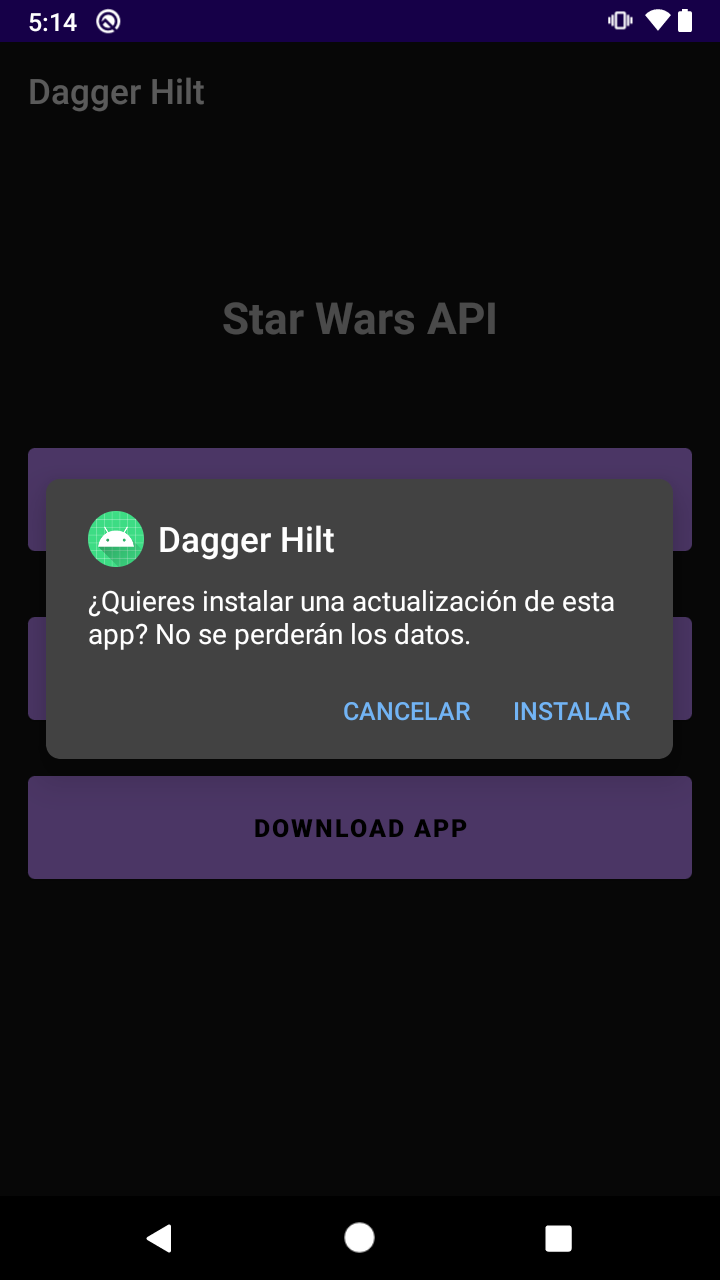 5:14
Dagger Hilt
Star Wars API
Dagger Hilt
¿Quieres instalar una actualización de esta
app? No se perderán los datos.
CANCELAR INSTALAR
DOWNLOAD APP